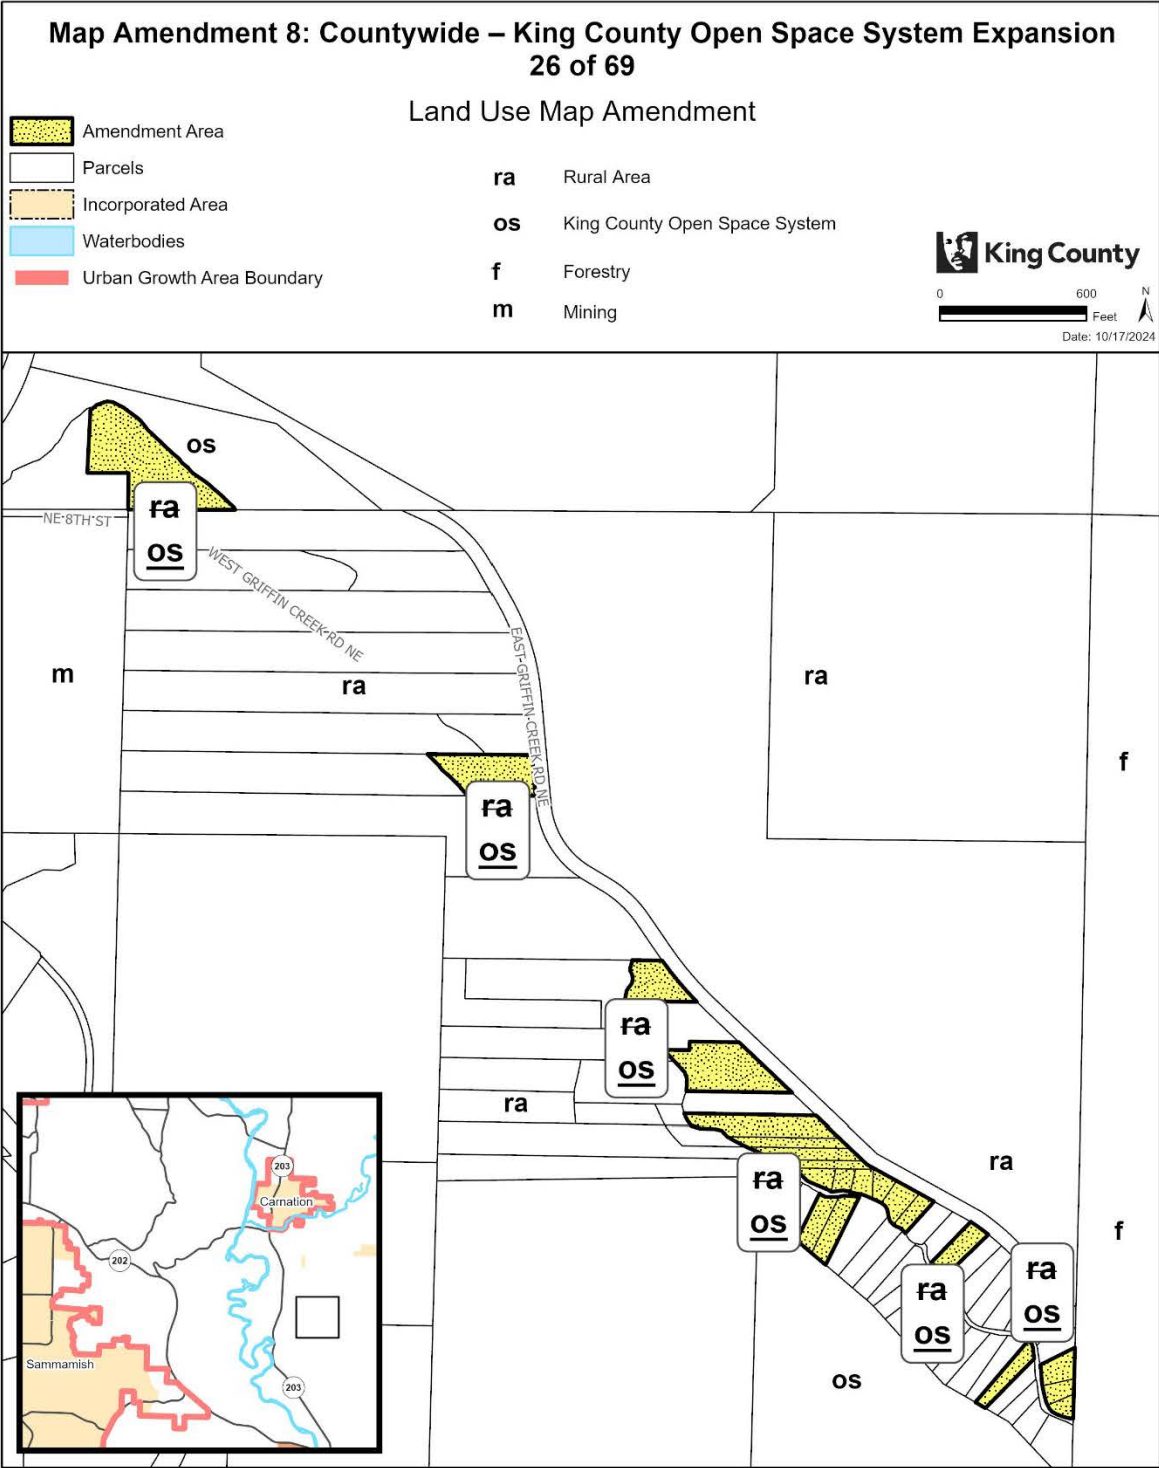 Map Amendment 8: Countywide – King County Open Space System Expansion
26 of 69
Land Use Map Amendment
Amendment Area
Parcels
Incorporated Area
Waterbodies
Urban Growth Area Boundary
ra Rural Area
os King County Open Space System
f Forestry
m Mining
King County
0 600
Feet
N
Date: 10/17/2024
os
ra
os
NE 8TH ST
WEST GRIFFIN CREEK RD NE
EAST GRIFFIN CREEK RD NE
m
ra
ra
f
ra
os
ra
os
ra
ra
os
ra
f
ra
os
ra
os
os
203
Carnation
202
Sammamish
203